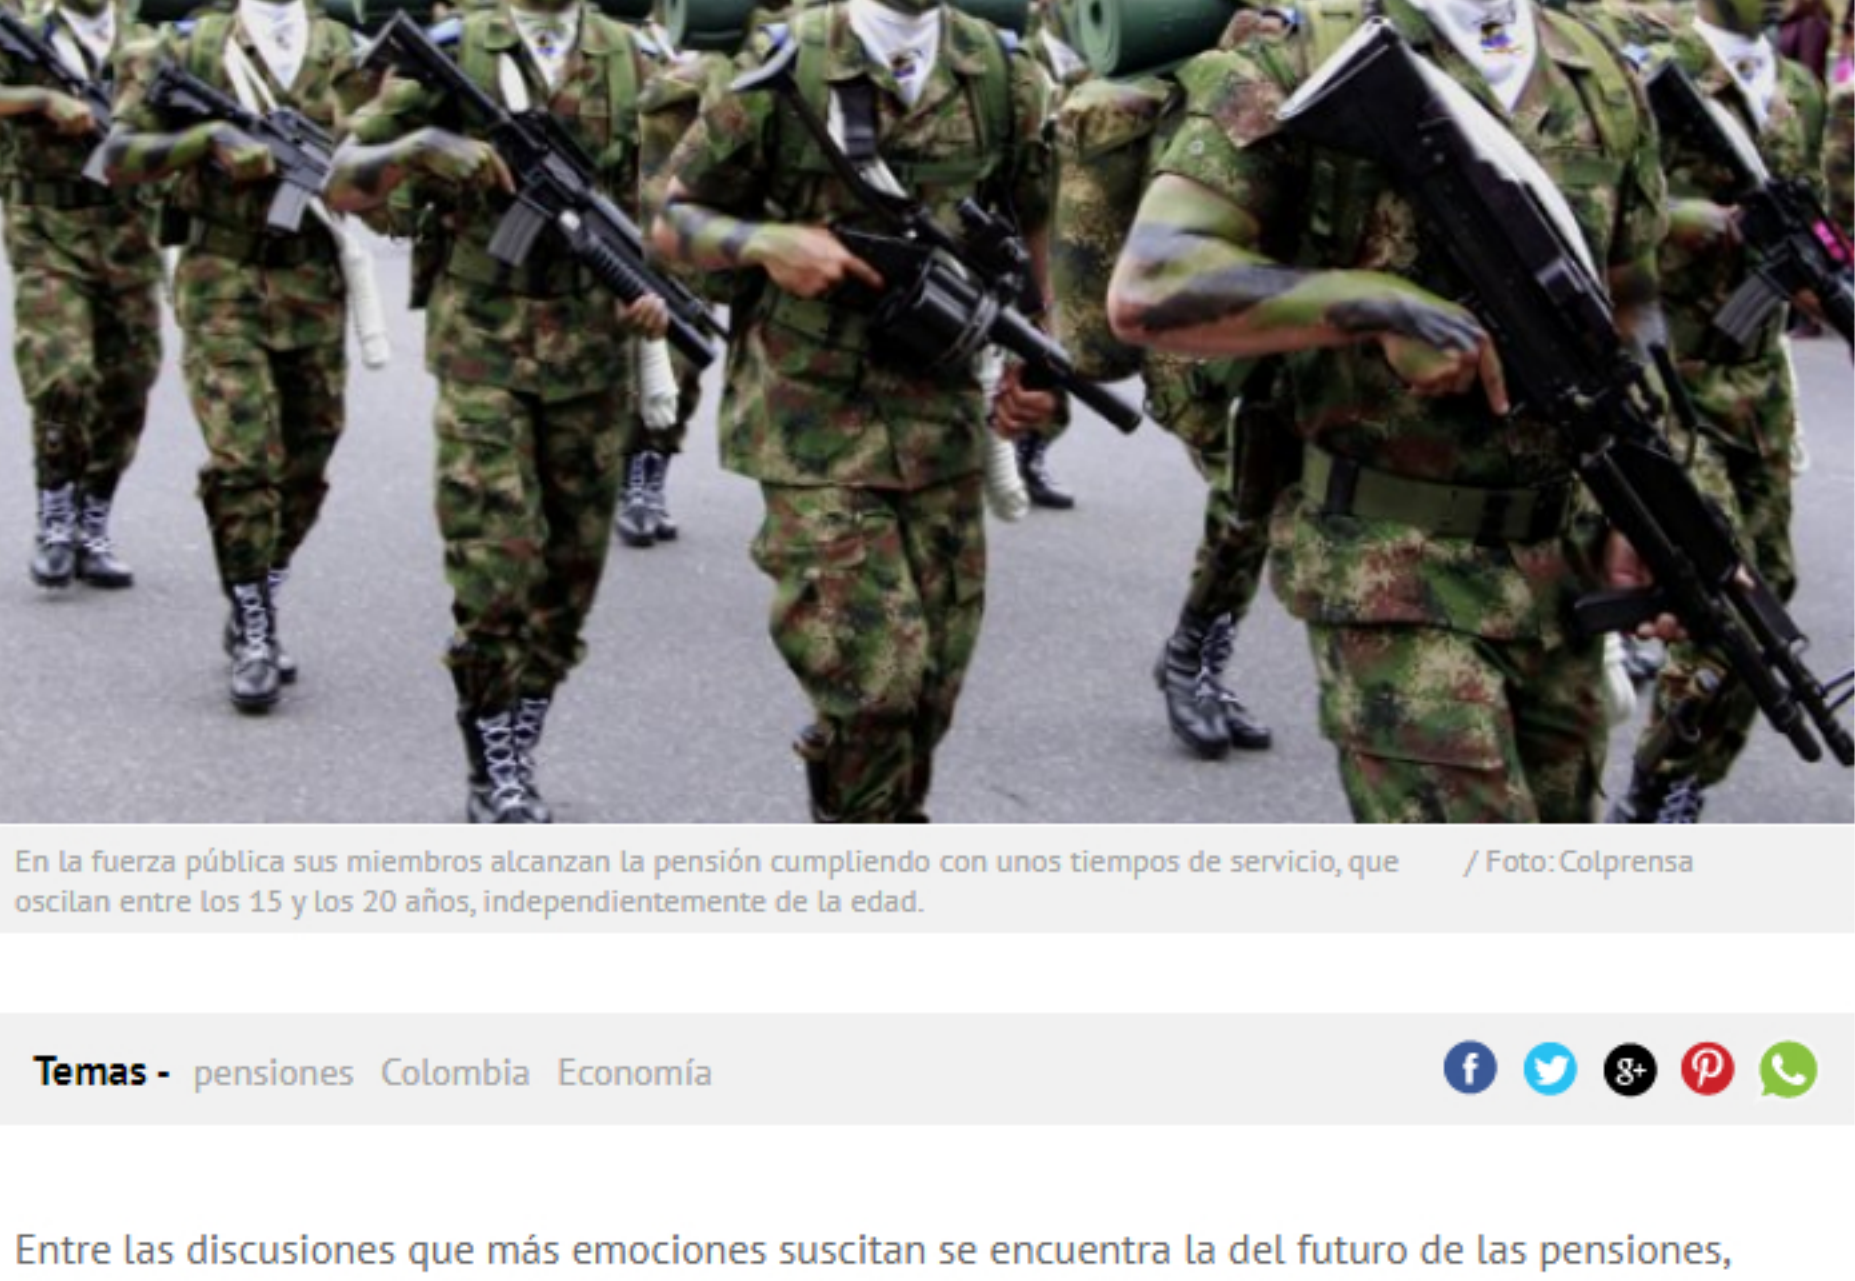 En la fuerza pública sus miembros alcanzan la pensión cumpliendo con unos tiempos de servicio, que / Foto: Colprensa
oscilan entre los 15 y los 20 años, independientemente de la edad.
Temas - pensiones Colombia Economía
Entre las discusiones que más emociones suscitan se encuentra la del futuro de las pensiones,